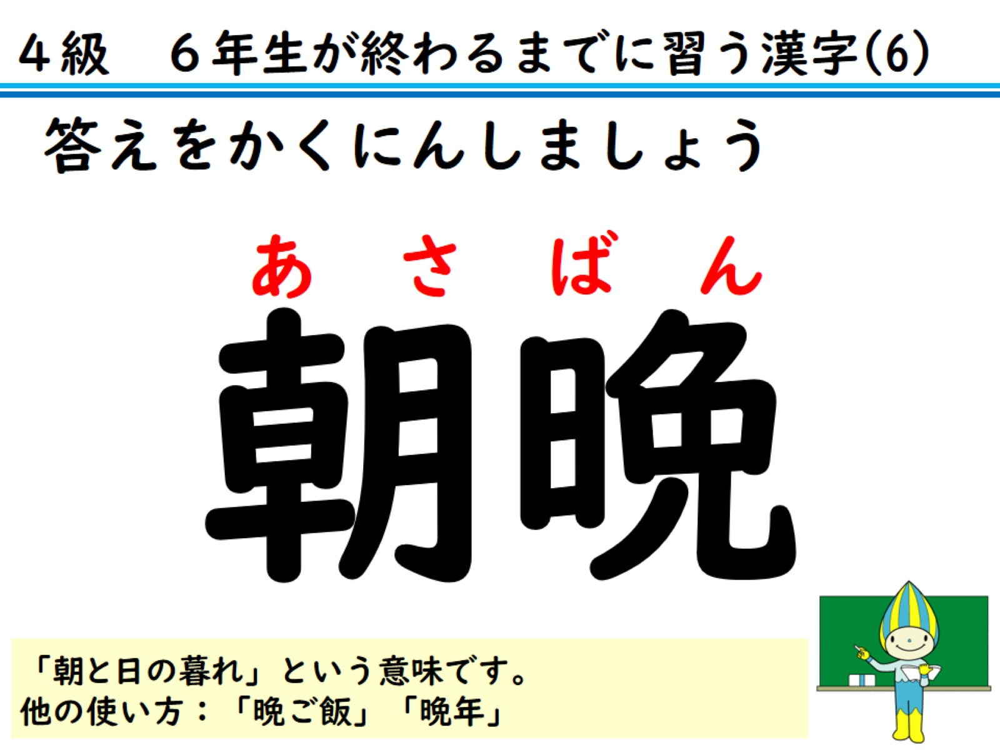 ４級　６年生が終わるまでに習う漢字(6)
答えをかくにんしましょう
あさばん
朝晩
「朝と日の暮れ」という意味です。
他の使い方：「晩ご飯」「晩年」